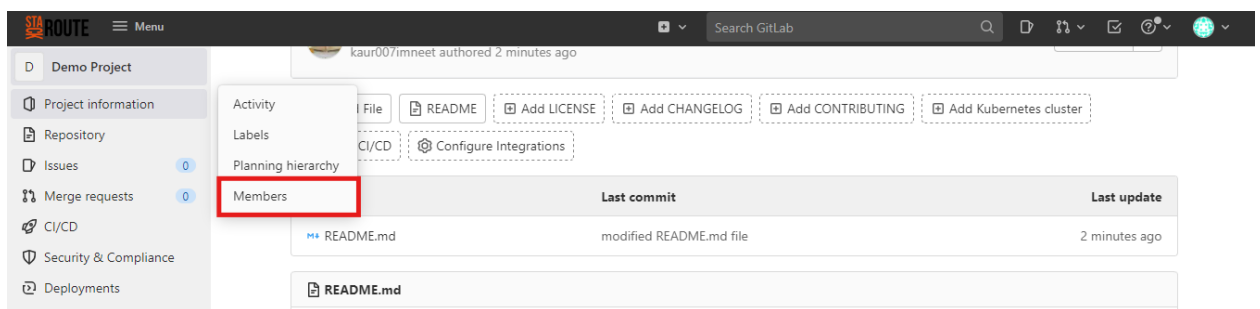 STA ROUTE Menu Search GitLab
kaur007imneet authored 2 minutes ago
D Demo Project
Project information
Repository
Issues 0
Merge requests 0
CI/CD
Security & Compliance
Deployments
Activity
Labels
Planning hierarchy
Members
File README Add LICENSE Add CHANGELOG Add CONTRIBUTING Add Kubernetes cluster
CI/CD Configure Integrations
Last commit Last update
README.md modified README.md file 2 minutes ago
README.md